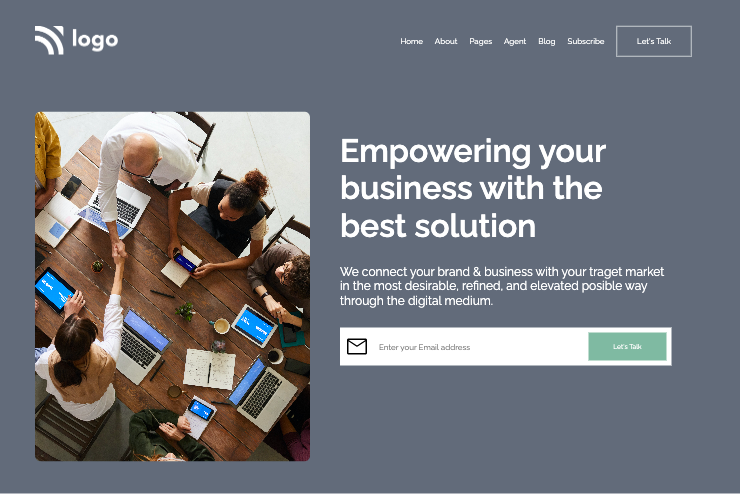 logo
Home About Pages Agent Blog Subscribe Let's Talk
Empowering your
business with the
best solution
We connect your brand & business with your traget market
in the most desirable, refined, and elevated posible way
through the digital medium.
Enter your Email address Let's Talk